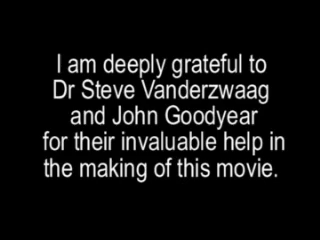 I am deeply grateful to
Dr Steve Vanderzwaag
and John Goodyear
for their invaluable help in
the making of this movie.